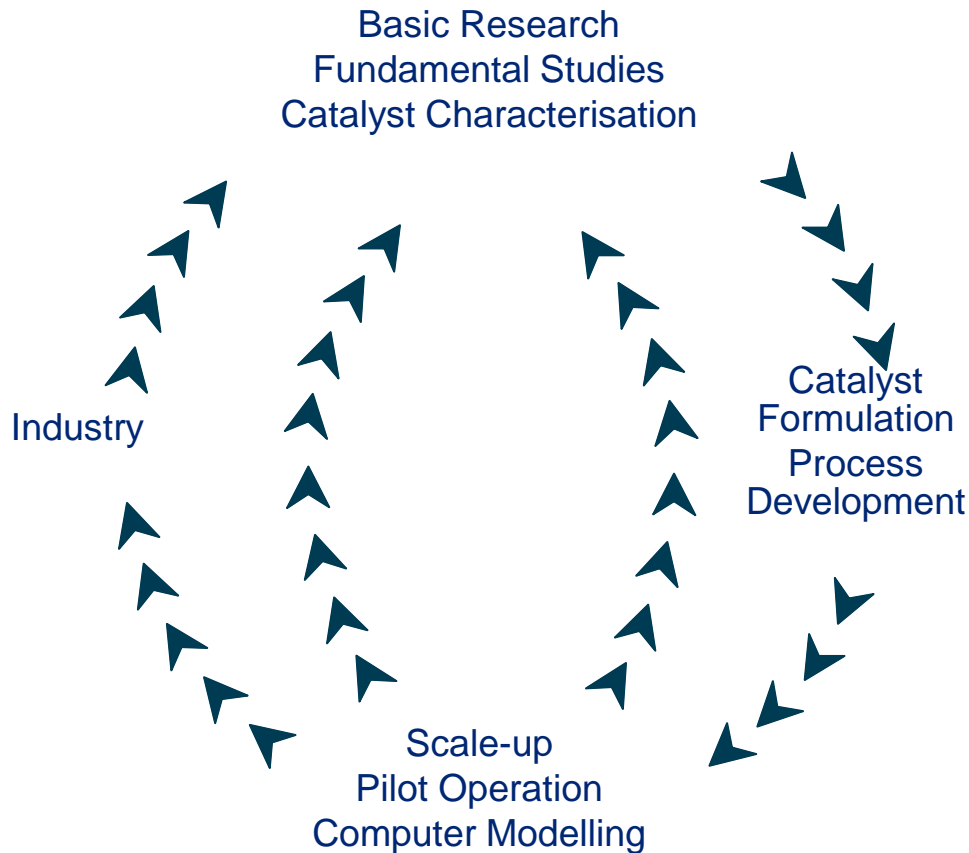 Basic Research
Fundamental Studies
Catalyst Characterisation
Industry
Catalyst
Formulation
Process
Development
Scale-up
Pilot Operation
Computer Modelling